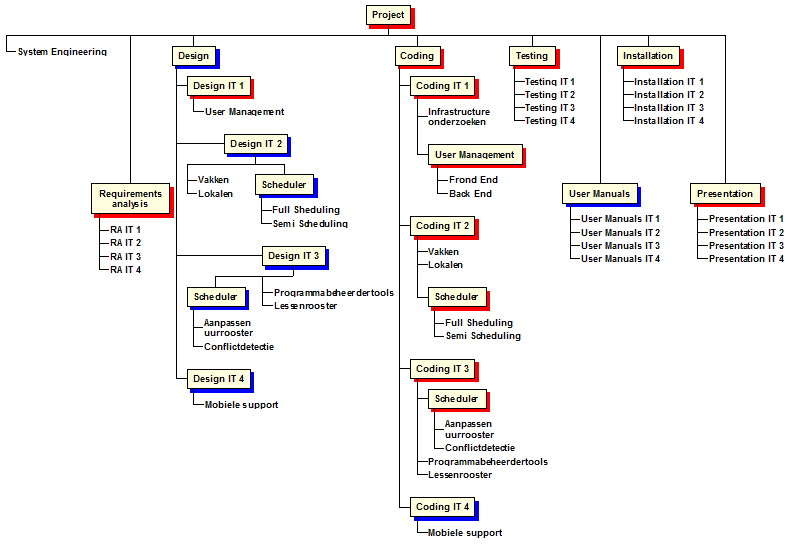 Project
System Engineering
Requirements
analysis
RA IT 1
RA IT 2
RA IT 3
RA IT 4
Design
Design IT 1
User Management
Design IT 2
Vakken
Lokalen
Scheduler
Full Sheduling
Semi Scheduling
Design IT 3
Scheduler
Aanpassen
uurrooster
Conflictdetectie
Programmabeheerdertools
Lessenrooster
Design IT 4
Mobiele support
Coding
Coding IT 1
Infrastructure
onderzoeken
User Management
Frond End
Back End
Coding IT 2
Vakken
Lokalen
Scheduler
Full Sheduling
Semi Scheduling
Coding IT 3
Scheduler
Aanpassen
uurrooster
Conflictdetectie
Programmabeheerdertools
Lessenrooster
Coding IT 4
Mobiele support
Testing
Testing IT 1
Testing IT 2
Testing IT 3
Testing IT 4
User Manuals
User Manuals IT 1
User Manuals IT 2
User Manuals IT 3
User Manuals IT 4
Installation
Installation IT 1
Installation IT 2
Installation IT 3
Installation IT 4
Presentation
Presentation IT 1
Presentation IT 2
Presentation IT 3
Presentation IT 4